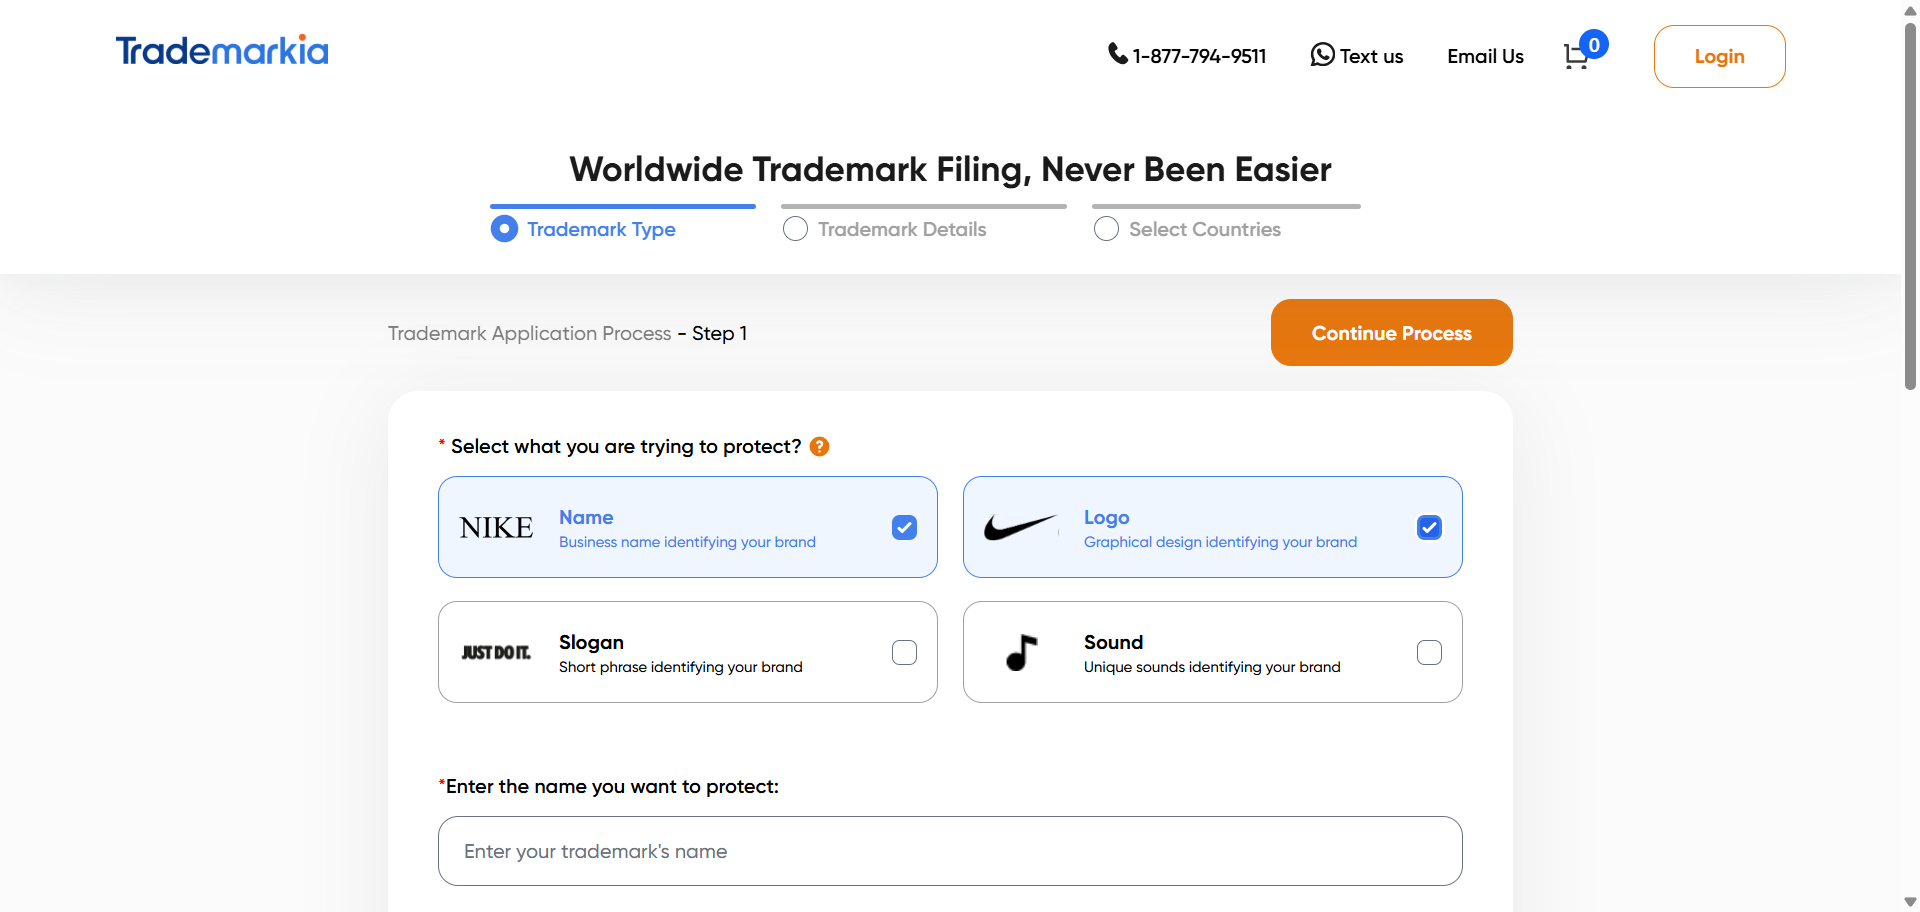 Trademarkia
1-877-794-9511
Text us
Email Us
0
Login
Worldwide Trademark Filing, Never Been Easier
Trademark Type
Trademark Details
Select Countries
Trademark Application Process - Step 1
Continue Process
* Select what you are trying to protect? ?
NIKE
Name
Business name identifying your brand
Logo
Graphical design identifying your brand
JUST DO IT.
Slogan
Short phrase identifying your brand
Sound
Unique sounds identifying your brand
*Enter the name you want to protect:
Enter your trademark's name